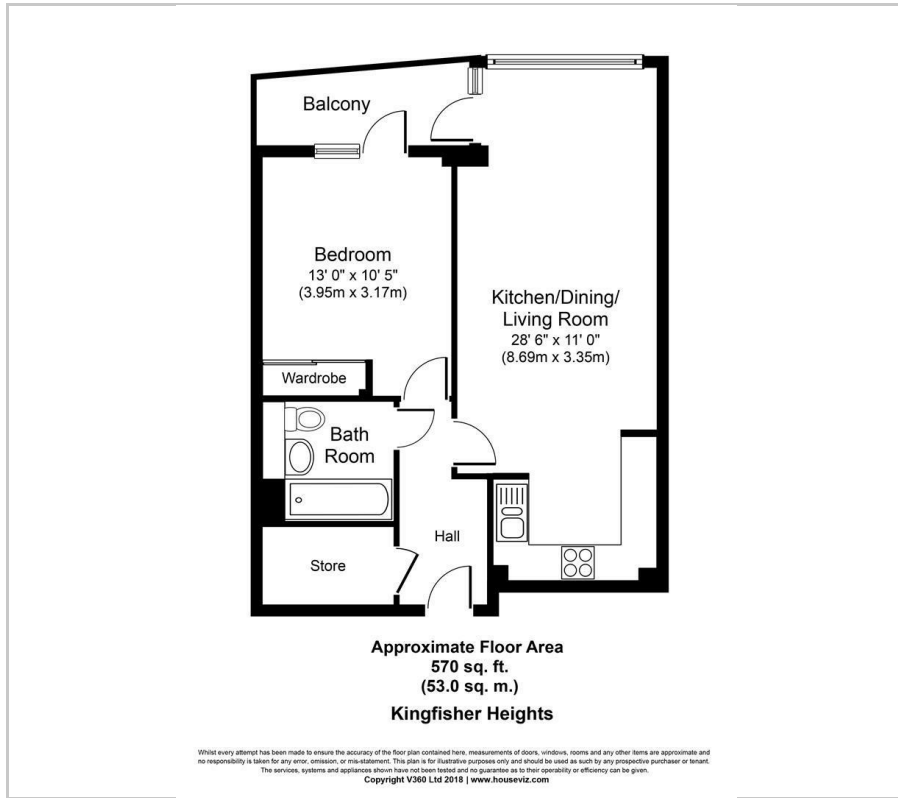 Balcony
Bedroom
13' 0" x 10' 5"
(3.95m x 3.17m)
Kitchen/Dining/
Living Room
28' 6" x 11' 0"
(8.69m x 3.35m)
Wardrobe
Bath
Room
Hall
Store
Approximate Floor Area
570 sq. ft.
(53.0 sq. m.)
Kingfisher Heights
Whilst every attempt has been made to ensure the accuracy of the floor plan contained here, measurements of doors, windows, rooms and any other items are approximate and
no responsibility is taken for any error, omission, or mis-statement. This plan is for illustrative purposes only and should be used as such by any prospective purchaser or tenant.
The services, systems and appliances shown have not been tested and no guarantee as to their operability or efficiency can be given.
Copyright V360 Ltd 2018 | www.houseviz.com